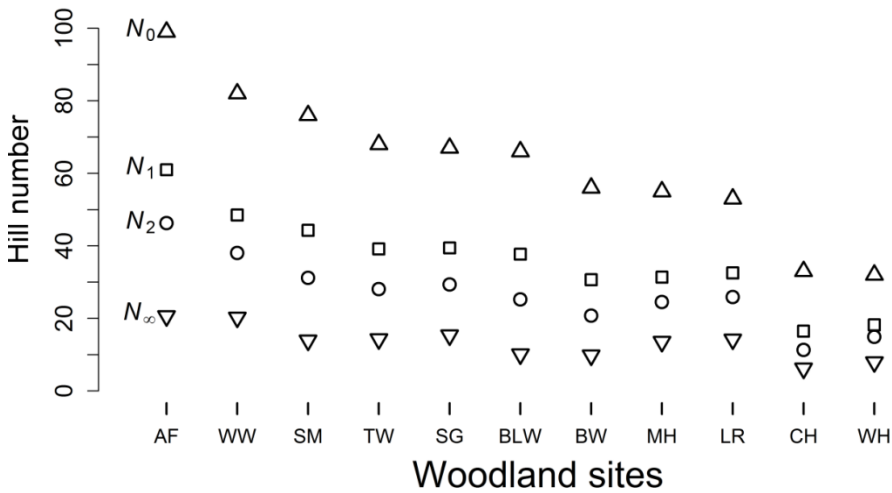 100
80
60
40
20
0
Hill number
N₀
N₁
N₂
N∞
AF WW SM TW SG BLW BW MH LR CH WH
Woodland sites